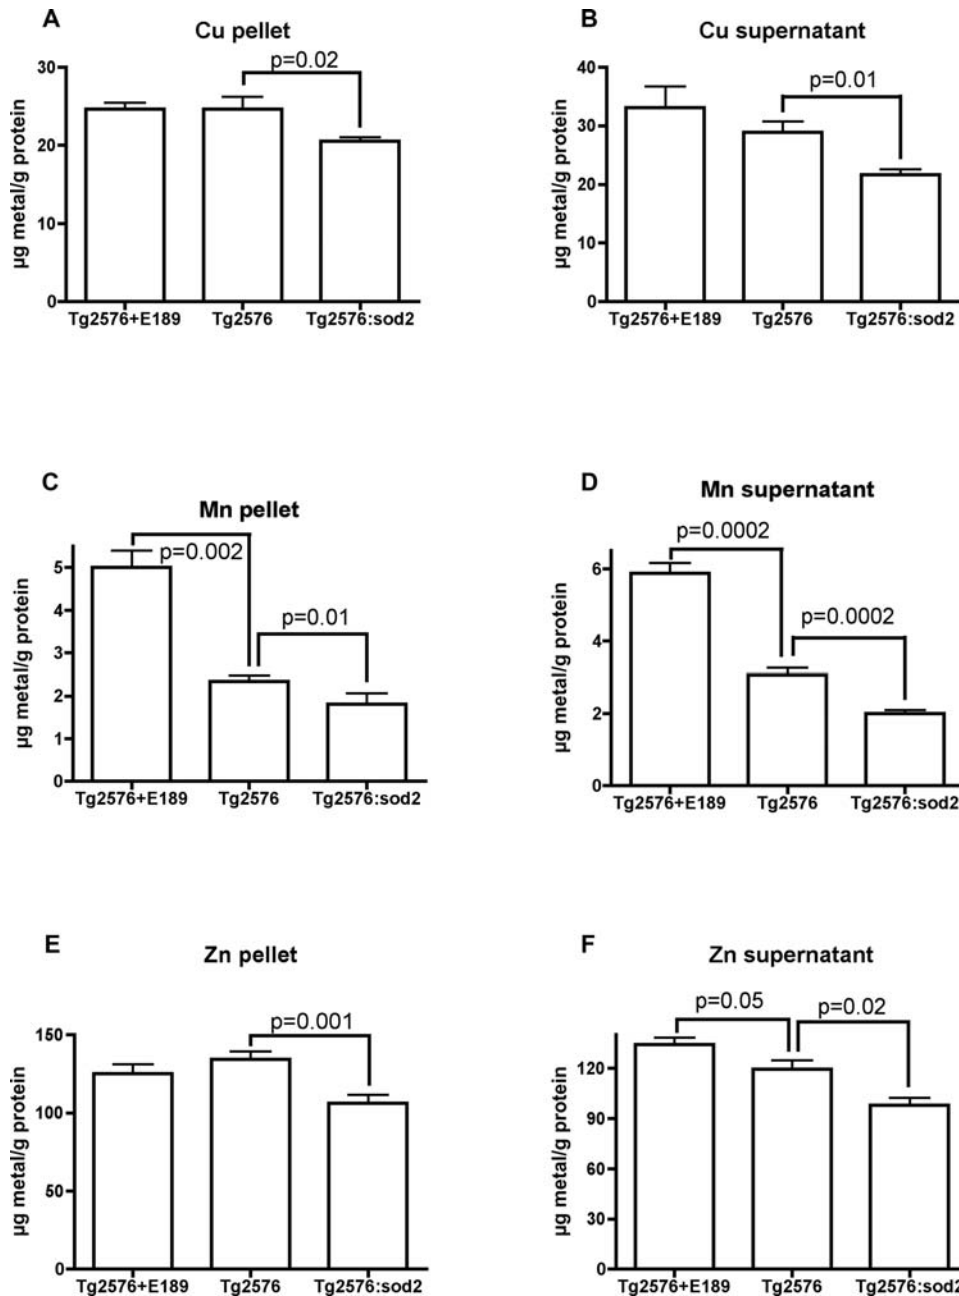 A
Cu pellet
p=0.02
30
20
10
0
µg metal/g protein
Tg2576+E189 Tg2576 Tg2576:sod2
B
Cu supernatant
p=0.01
40
30
20
10
0
µg metal/g protein
Tg2576+E189 Tg2576 Tg2576:sod2
C
Mn pellet
p=0.002
p=0.01
5
4
3
2
1
0
µg metal/g protein
Tg2576+E189 Tg2576 Tg2576:sod2
D
Mn supernatant
p=0.0002
p=0.0002
6
4
2
0
µg metal/g protein
Tg2576+E189 Tg2576 Tg2576:sod2
E
Zn pellet
p=0.001
150
100
50
0
µg metal/g protein
Tg2576+E189 Tg2576 Tg2576:sod2
F
Zn supernatant
p=0.05
p=0.02
120
90
60
30
0
µg metal/g protein
Tg2576+E189 Tg2576 Tg2576:sod2